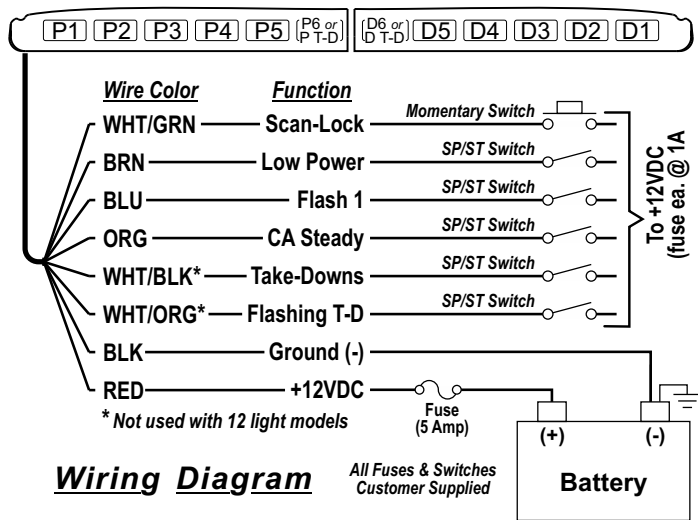 P1 P2 P3 P4 P5 (P6 or P T-D) (D6 or D T-D) D5 D4 D3 D2 D1
Wire Color Function
WHT/GRN Scan-Lock Momentary Switch
BRN Low Power SP/ST Switch
BLU Flash 1 SP/ST Switch
ORG CA Steady SP/ST Switch
WHT/BLK* Take-Downs SP/ST Switch
WHT/ORG* Flashing T-D SP/ST Switch
To +12VDC
(fuse ea. @ 1A
BLK Ground (-)
RED +12VDC
Fuse
(5 Amp)
* Not used with 12 light models
(+) (-)
Battery
Wiring Diagram
All Fuses & Switches
Customer Supplied